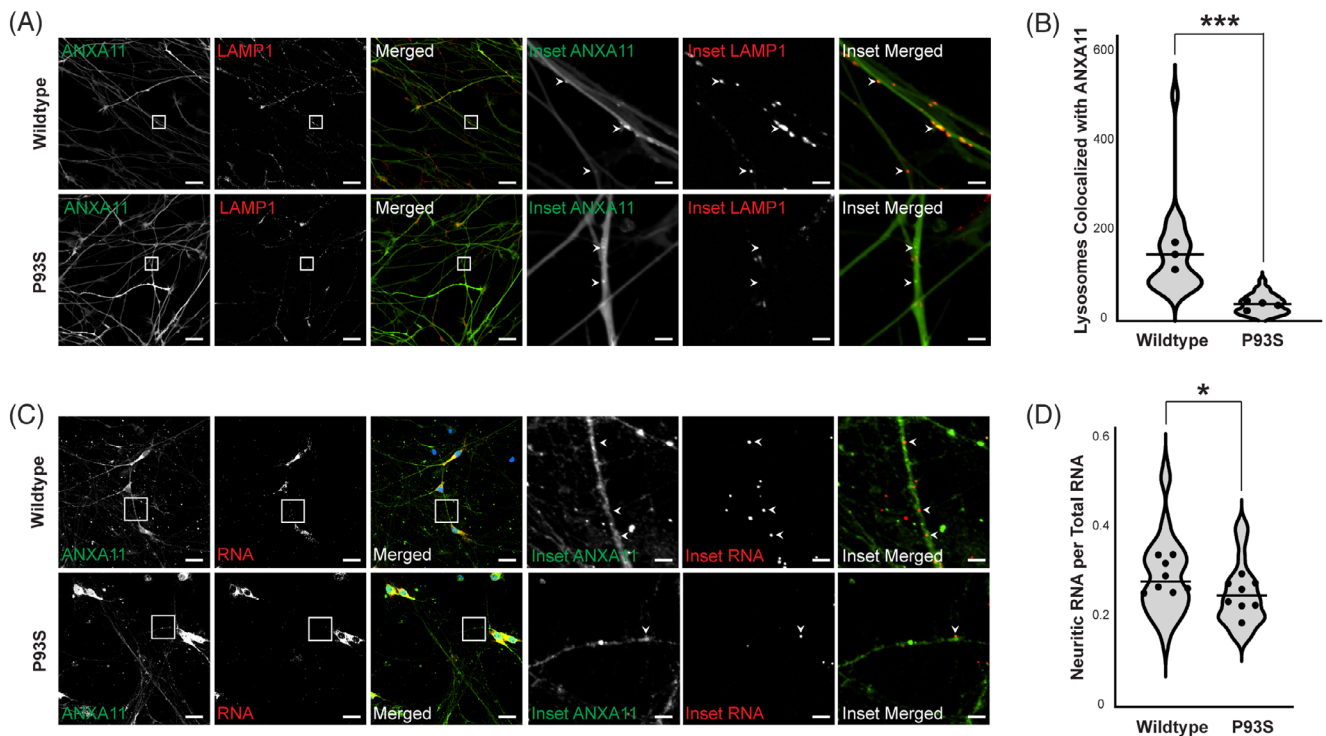 (A)
ANXA11 LAMP1 Merged Inset ANXA11 Inset LAMP1 Inset Merged
Wildtype
ANXA11 LAMP1 Merged Inset ANXA11 Inset LAMP1 Inset Merged
P93S
(B)
***
Lysosomes Colocalized with ANXA11
600
400
200
0
Wildtype P93S
(C)
Wildtype
ANXA11 RNA Merged Inset ANXA11 Inset RNA Inset Merged
P93S
ANXA11 RNA Merged Inset ANXA11 Inset RNA Inset Merged
(D)
*
Neuritic RNA per Total RNA
0.6
0.4
0.2
0
Wildtype P93S